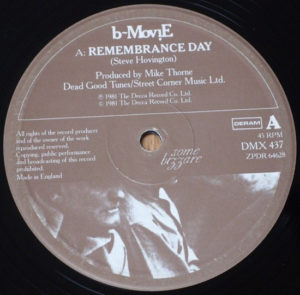 b-MoviE
A: REMEMBRANCE DAY
(Steve Hovington)
Produced by Mike Thorne
Dead Good Tunes/Street Corner Music Ltd.
℗ 1981 The Decca Record Co. Ltd.
© 1981 The Decca Record Co. Ltd.
All rights of the record producer
and of the owner of the work
reproduced reserved.
Copying, public performance
and broadcasting of this record
prohibited.
Made in England
some
bizzare
DERAM
A
45 RPM
DMX 437
ZPDR 64628